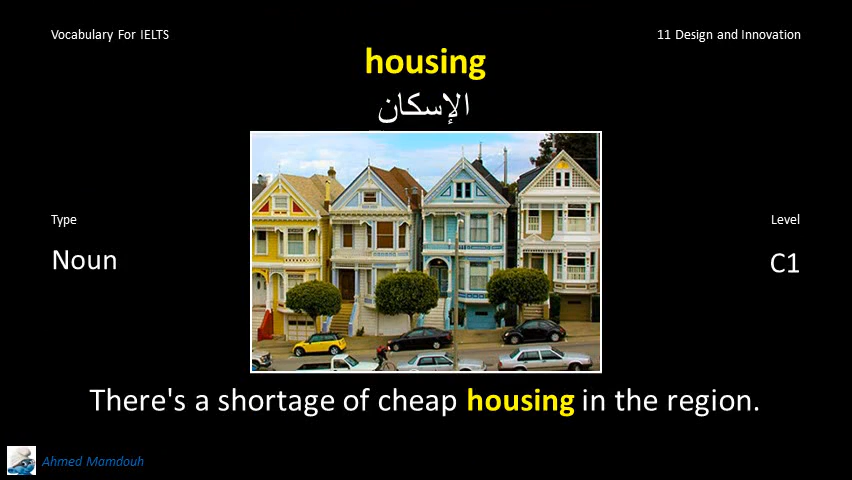 Vocabulary For IELTS
11 Design and Innovation
housing
الإسكان
Type
Level
Noun
C1
There's a shortage of cheap housing in the region.
Ahmed Mamdouh